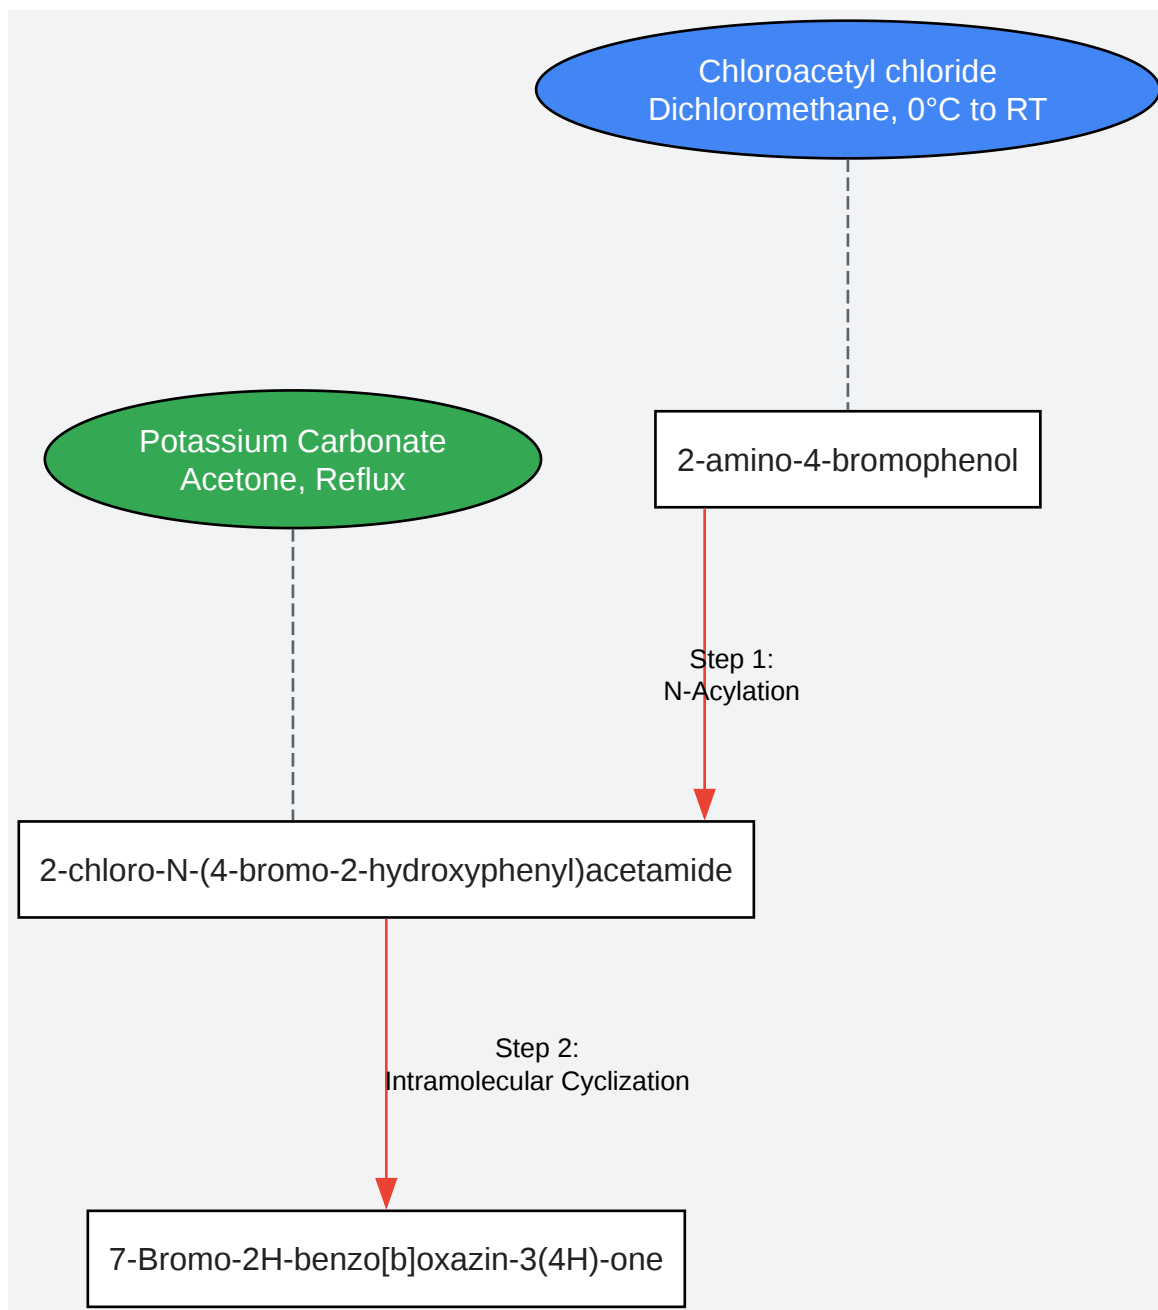 Chloroacetyl chloride
Dichloromethane, 0°C to RT
Potassium Carbonate
Acetone, Reflux
2-amino-4-bromophenol
Step 1:
N-Acylation
2-chloro-N-(4-bromo-2-hydroxyphenyl)acetamide
Step 2:
Intramolecular Cyclization
7-Bromo-2H-benzo[b]oxazin-3(4H)-one